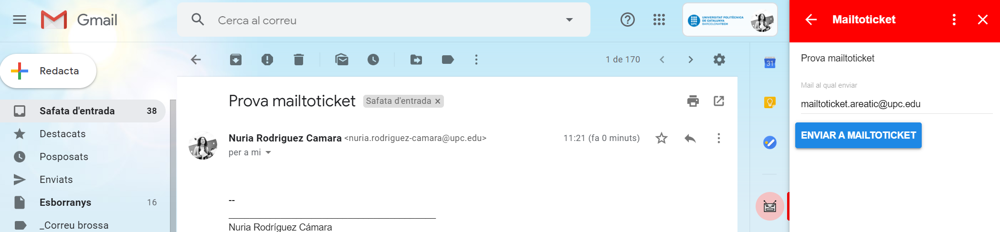 Gmail
Cerca al correu
UNIVERSITAT POLITÈCNICA
DE CATALUNYA
BARCELONATECH
UPC
Mailtoticket
Redacta
1 de 170
31
Prova mailtoticket
Mail al qual enviar
mailtoticket.areatic@upc.edu
ENVIAR A MAILTOTICKET
Safata d'entrada 38
Destacats
Posposats
Enviats
Esborranys 16
_Correu brossa
Prova mailtoticket Safata d'entrada ×
Nuria Rodriguez Camara <nuria.rodriguez-camara@upc.edu> 11:21 (fa 0 minuts)
per a mi
--
Nuria Rodríguez Cámara